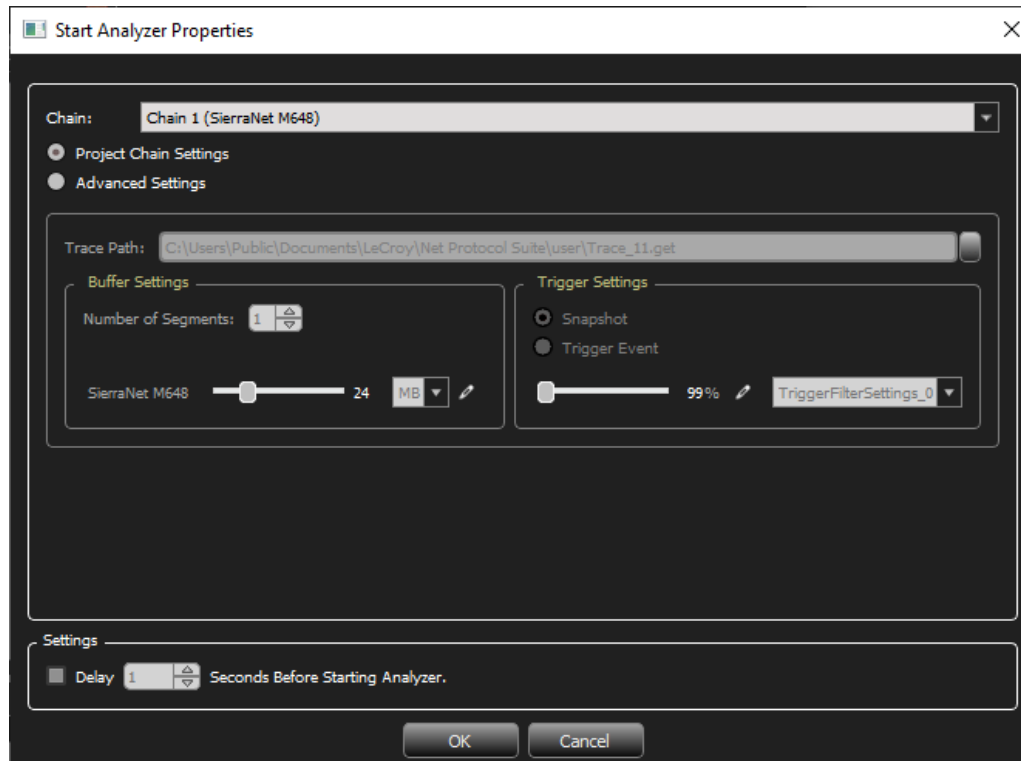 Start Analyzer Properties
Chain: Chain 1 (SierraNet M648)
Project Chain Settings
Advanced Settings
Trace Path: C:\Users\Public\Documents\LeCroy\Net Protocol Suite\user\Trace_11.get
Buffer Settings
Number of Segments: 1
SierraNet M648 24 MB
Trigger Settings
Snapshot
Trigger Event
99% TriggerFilterSettings_0
Settings
Delay 1 Seconds Before Starting Analyzer.
OK Cancel